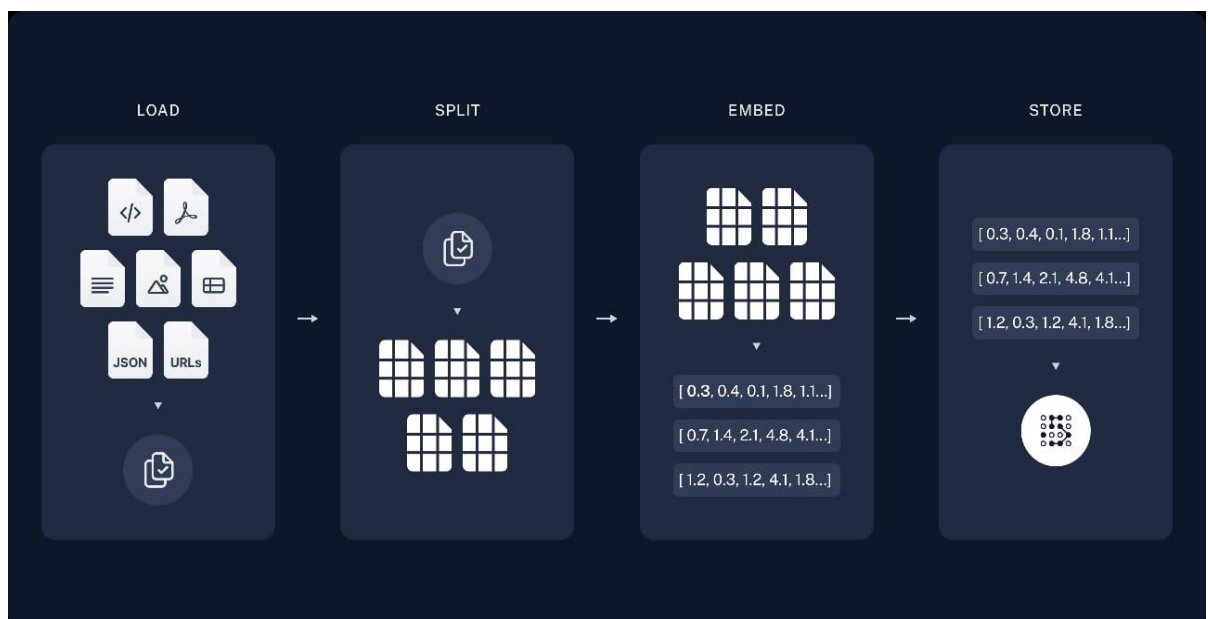 LOAD
SPLIT
EMBED
STORE
</>
JSON
URLs
[ 0.3, 0.4, 0.1, 1.8, 1.1...]
[ 0.7, 1.4, 2.1, 4.8, 4.1...]
[ 1.2, 0.3, 1.2, 4.1, 1.8...]
[ 0.3, 0.4, 0.1, 1.8, 1.1...]
[ 0.7, 1.4, 2.1, 4.8, 4.1...]
[ 1.2, 0.3, 1.2, 4.1, 1.8...]